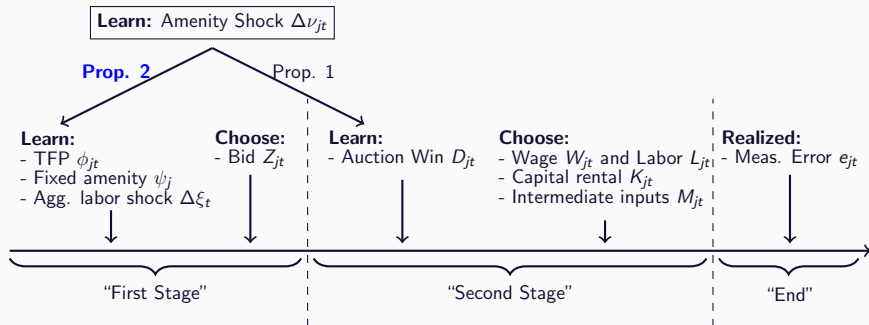 Learn: Amenity Shock Δν_jt
Prop. 2
Prop. 1
Learn:
- TFP ϕ_jt
- Fixed amenity ψ_j
- Agg. labor shock Δξ_t
Choose:
- Bid Z_jt
Learn:
- Auction Win D_jt
Choose:
- Wage W_jt and Labor L_jt
- Capital rental K_jt
- Intermediate inputs M_jt
Realized:
- Meas. Error e_jt
“First Stage”
“Second Stage”
“End”